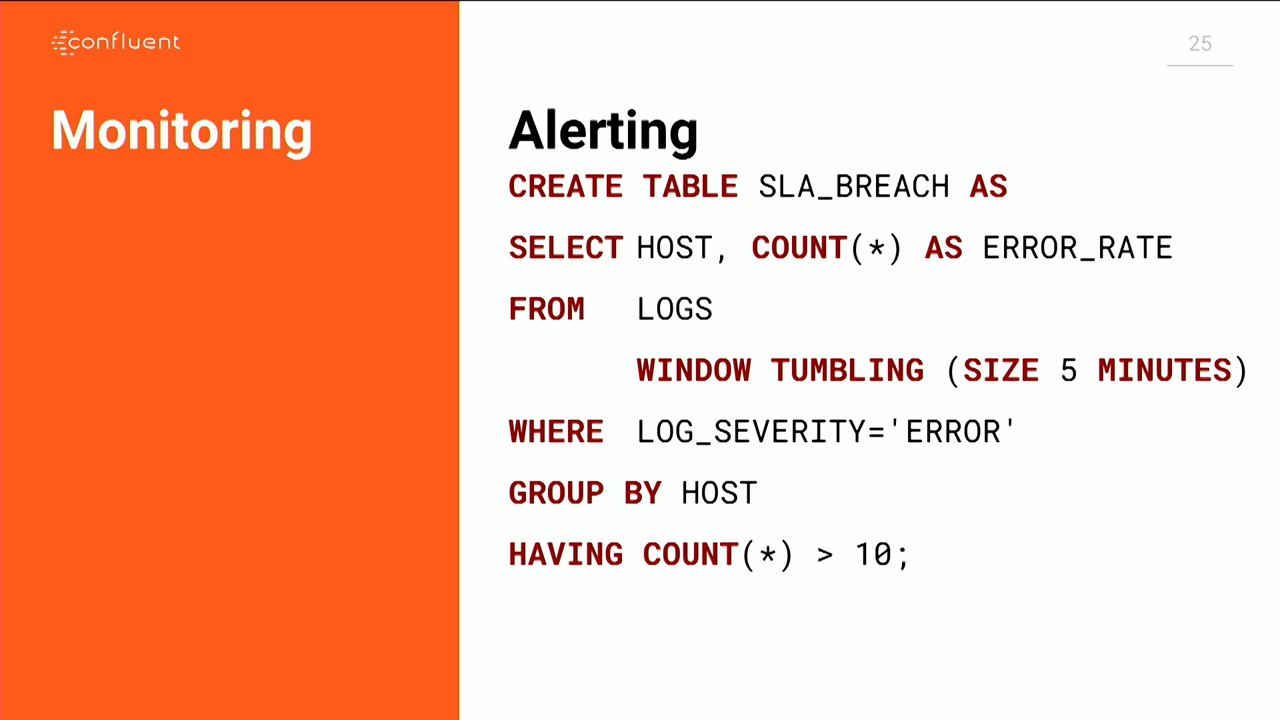 confluent
25
Monitoring
Alerting
CREATE TABLE SLA_BREACH AS
SELECT HOST, COUNT(*) AS ERROR_RATE
FROM LOGS
WINDOW TUMBLING (SIZE 5 MINUTES)
WHERE LOG_SEVERITY='ERROR'
GROUP BY HOST
HAVING COUNT(*) > 10;